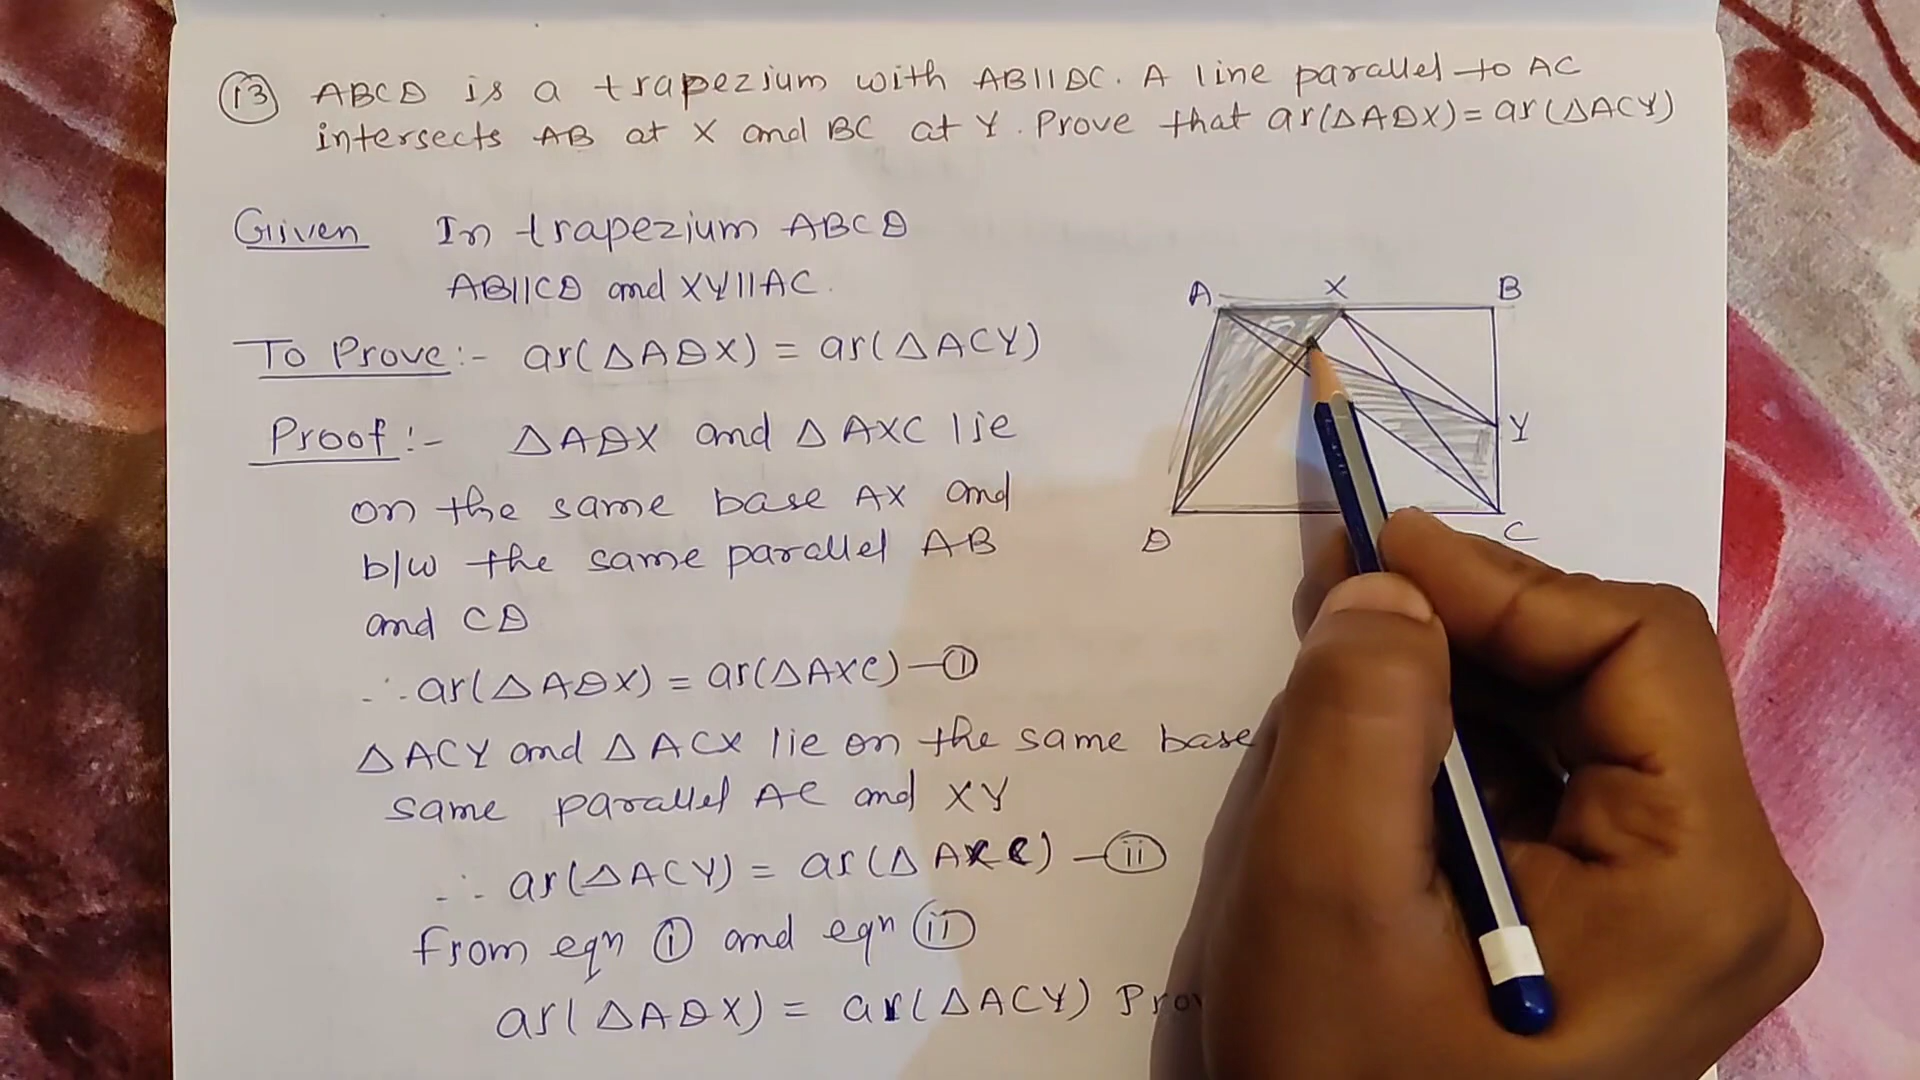 13 ABCD is a trapezium with AB||DC. A line parallel to AC
intersects AB at X and BC at Y. Prove that ar(△ADX)=ar(△ACY)
Given In trapezium ABCD
AB||CD and XY||AC.
To Prove:- ar(△ADX) = ar(△ACY)
Proof:- △ADX and △AXC lie
on the same base AX and
b/w the same parallel AB
and CD
∴ ar(△ADX) = ar(△AXC) — (i)
△ACY and △ACX lie on the same base
same parallel AC and XY
∴ ar(△ACY) = ar(△AXC) — (ii)
from eqn (i) and eqn (ii)
ar(△ADX) = ar(△ACY)
A X B
Y
D C